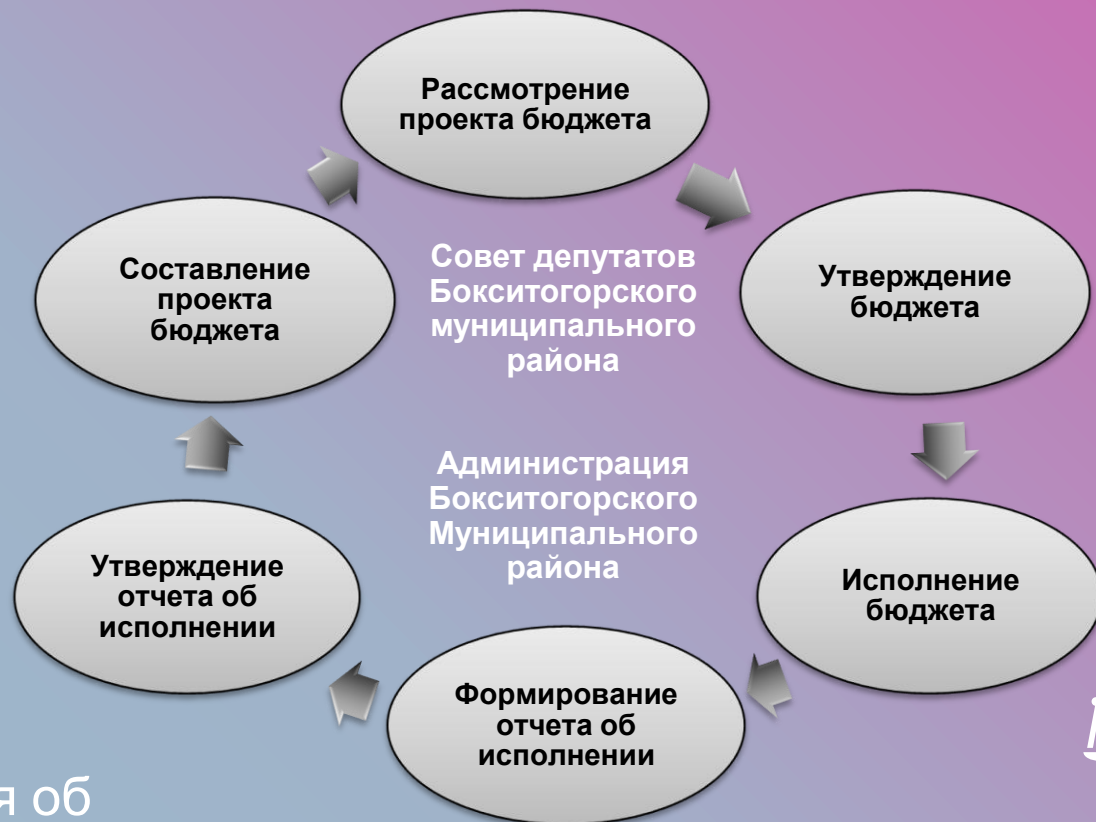 Рассмотрение
проекта бюджета
Составление
проекта
бюджета
Совет депутатов
Бокситогорского
муниципального
района
Утверждение
бюджета
Администрация
Бокситогорского
Муниципального
района
Утверждение
отчета об
исполнении
Исполнение
бюджета
Формирование
отчета об
исполнении
я об